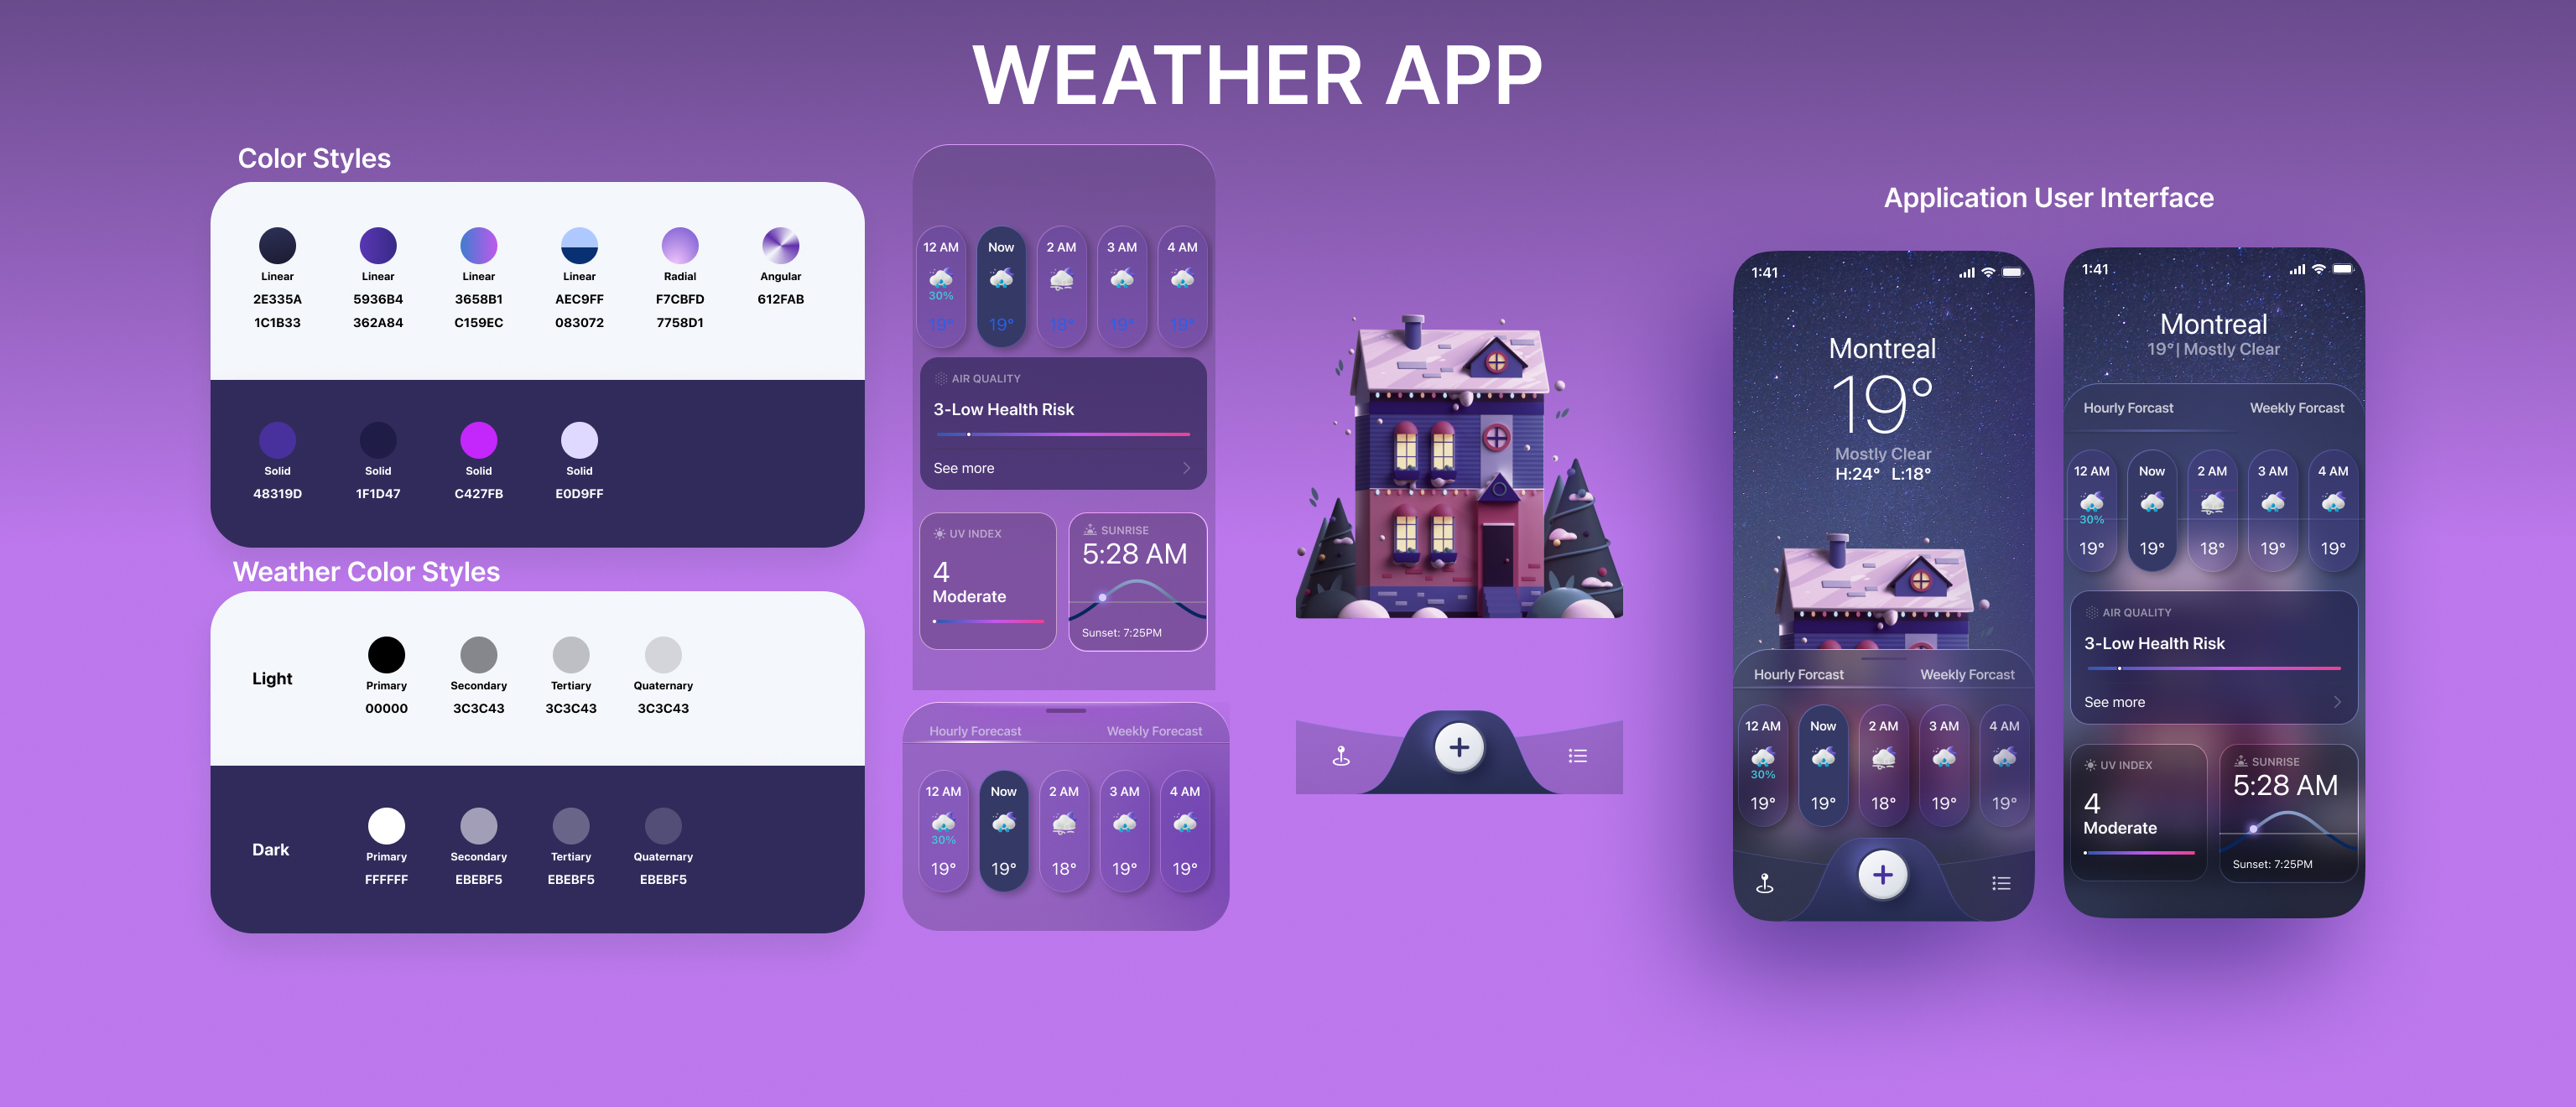 WEATHER APP
Color Styles
Linear Linear Linear Linear Radial Angular
2E335A 5936B4 3658B1 AEC9FF F7CBFD 612FAB
1C1B33 362A84 C159EC 083072 7758D1
Solid Solid Solid Solid
48319D 1F1D47 C427FB E0D9FF
Weather Color Styles
Light
Primary Secondary Tertiary Quaternary
00000 3C3C43 3C3C43 3C3C43
Dark
Primary Secondary Tertiary Quaternary
FFFFFF EBEBF5 EBEBF5 EBEBF5
12 AM Now 2 AM 3 AM 4 AM
30%
19° 19° 18° 19° 19°
AIR QUALITY
3-Low Health Risk
See more
UV INDEX
4
Moderate
SUNRISE
5:28 AM
Sunset: 7:25PM
Hourly Forecast Weekly Forecast
12 AM Now 2 AM 3 AM 4 AM
30%
19° 19° 18° 19° 19°
Application User Interface
1:41
Montreal
19°
Mostly Clear
H:24° L:18°
Hourly Forcast Weekly Forcast
12 AM Now 2 AM 3 AM 4 AM
30%
19° 19° 18° 19° 19°
1:41
Montreal
19°| Mostly Clear
Hourly Forcast Weekly Forcast
12 AM Now 2 AM 3 AM 4 AM
30%
19° 19° 18° 19° 19°
AIR QUALITY
3-Low Health Risk
See more
UV INDEX
4
Moderate
SUNRISE
5:28 AM
Sunset: 7:25PM